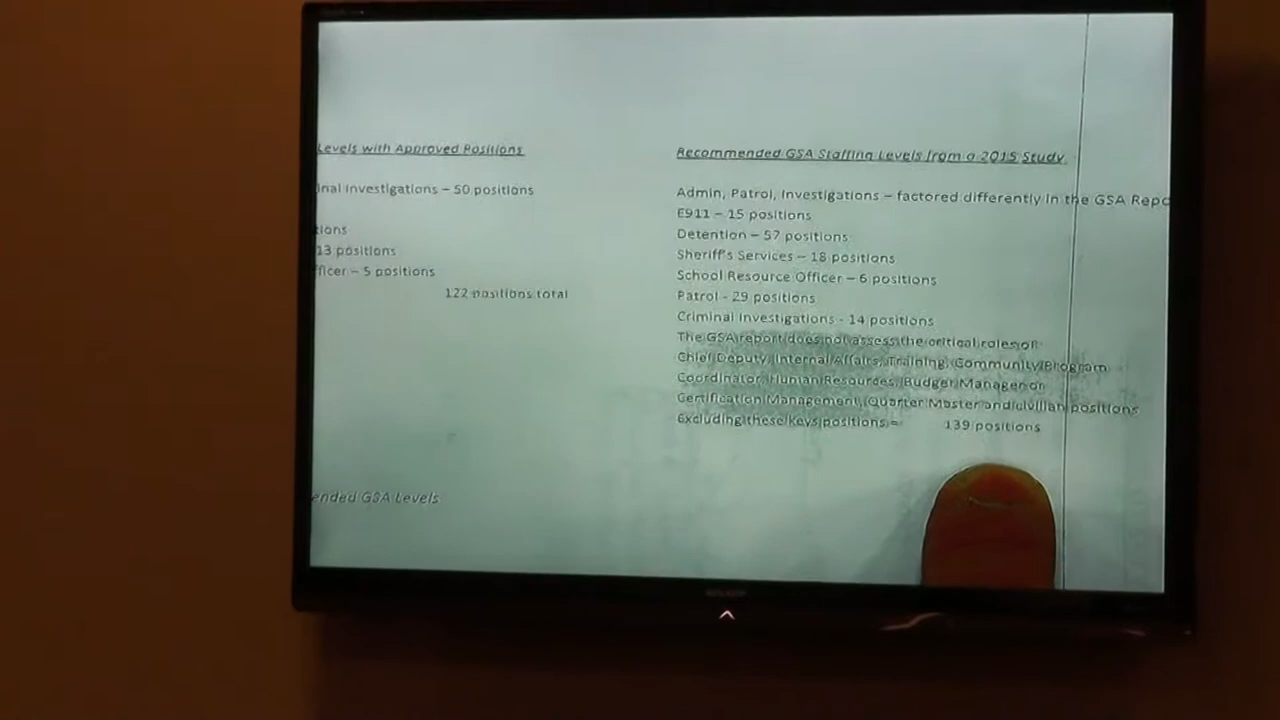 Levels with Approved Positions
inal Investigations – 50 positions
tions
13 positions
fficer – 5 positions
122 positions total
ended GSA Levels
Recommended GSA Staffing Levels from a 2015 Study
Admin, Patrol, Investigations – factored differently in the GSA Repo
E911 – 15 positions
Detention – 57 positions
Sheriff's Services – 18 positions
School Resource Officer – 6 positions
Patrol - 29 positions
Criminal Investigations - 14 positions
The GSA report does not assess the critical roles of:
Chief Deputy, Internal Affairs, Training, Community Program
Coordinator, Human Resources, Budget Manager or
Certification Management, Quarter Master and civilian positions
Excluding these keys positions = 139 positions